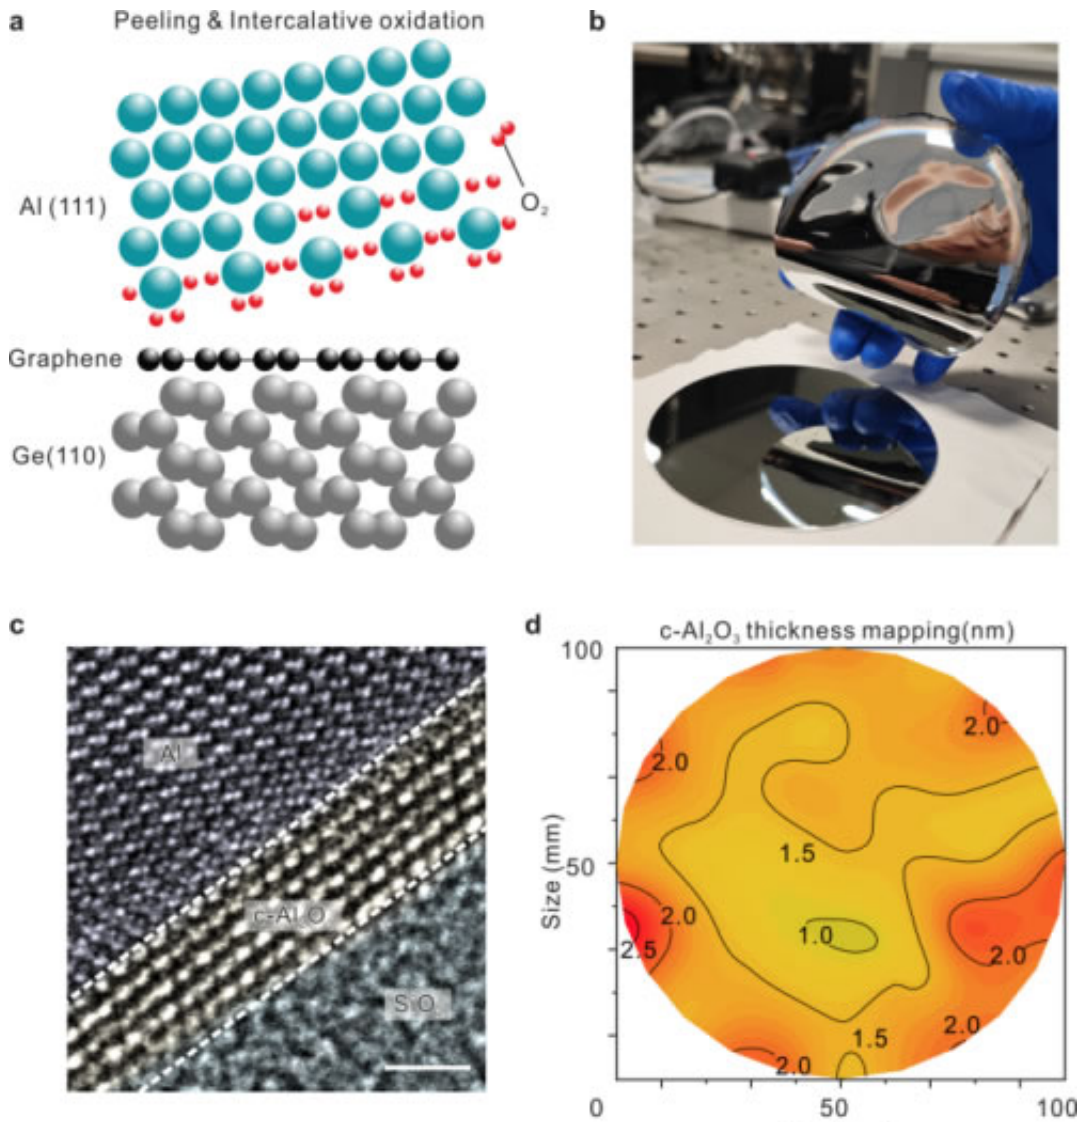 a
Peeling & Intercalative oxidation
Al (111)
O₂
Graphene
Ge(110)
b
c
Al
c-Al O
SiO
d
c-Al₂O₃ thickness mapping(nm)
100
2.0
2.0
1.5
50
Size (mm)
2.0
2.5
1.0
2.0
2.0
1.5
2.0
0
50
100